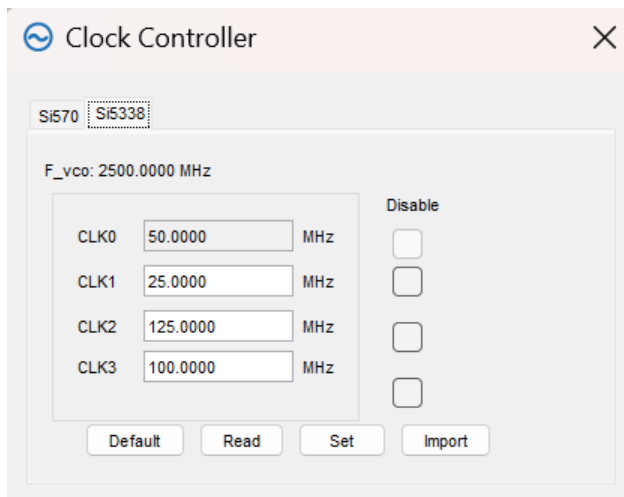 Clock Controller
Si570 Si5338
F_vco: 2500.0000 MHz
Disable
CLK0 50.0000 MHz
CLK1 25.0000 MHz
CLK2 125.0000 MHz
CLK3 100.0000 MHz
Default Read Set Import